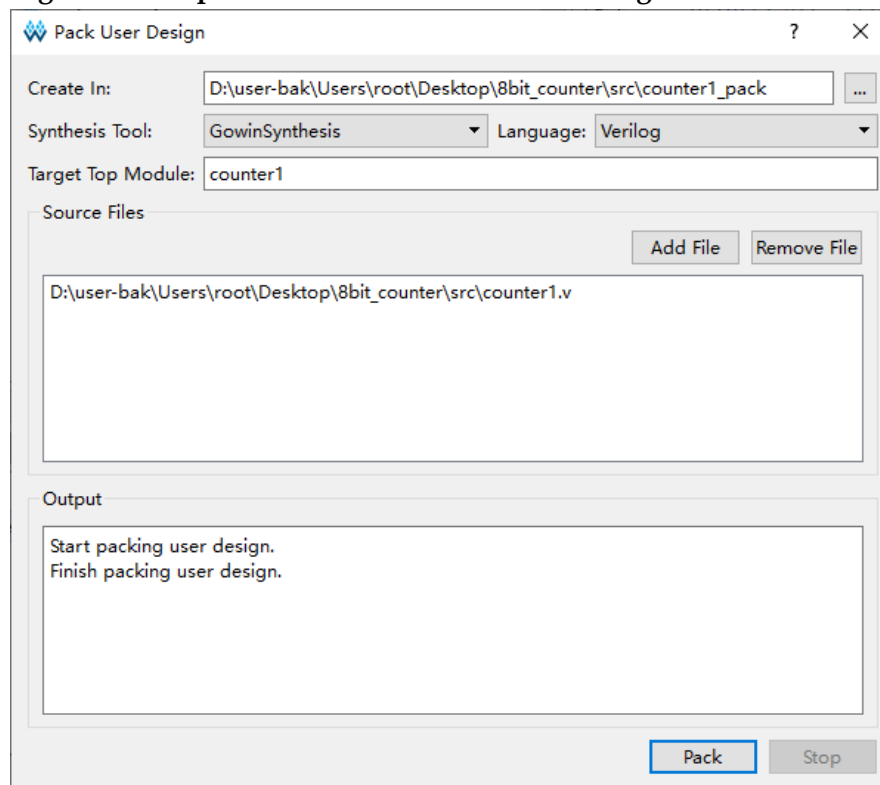 Pack User Design ? ×
Create In: D:\user-bak\Users\root\Desktop\8bit_counter\src\counter1_pack ...
Synthesis Tool: GowinSynthesis Language: Verilog
Target Top Module: counter1
Source Files
Add File Remove File
D:\user-bak\Users\root\Desktop\8bit_counter\src\counter1.v
Output
Start packing user design.
Finish packing user design.
Pack Stop